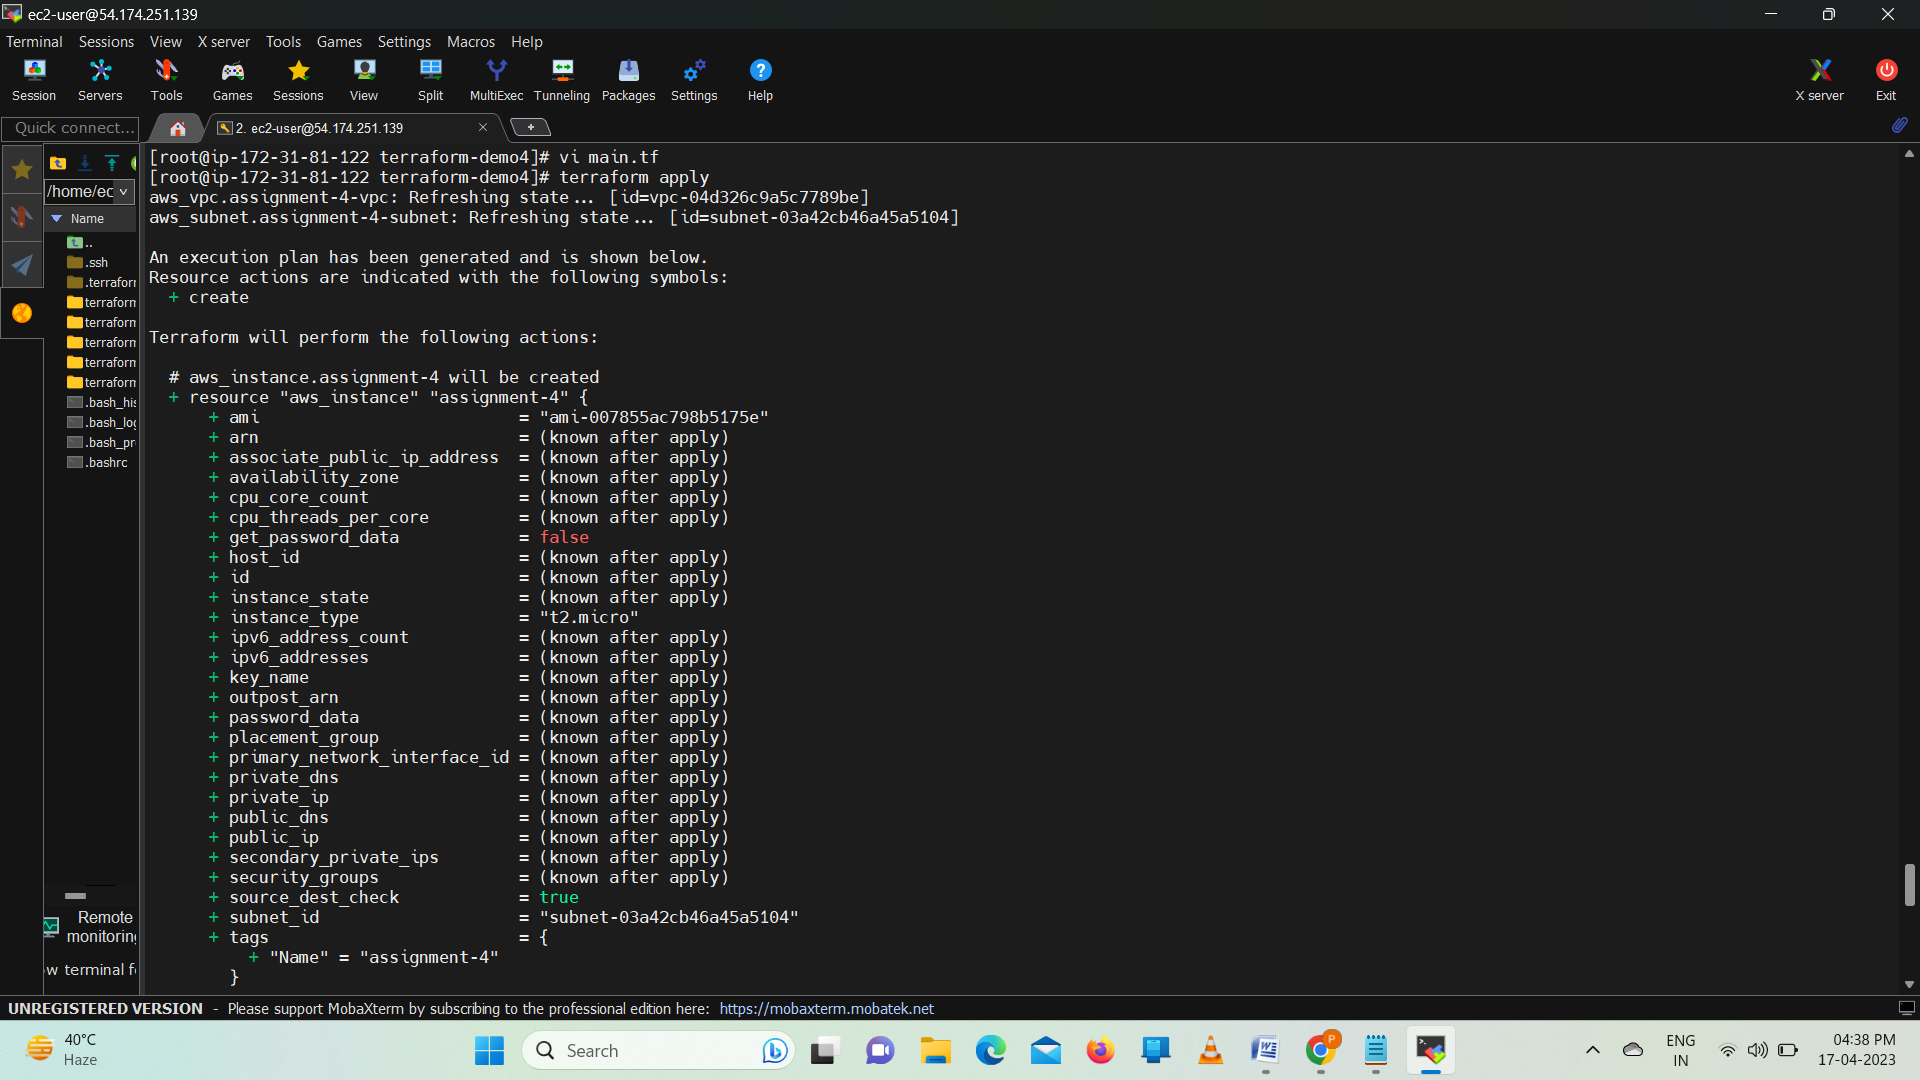 ec2-user@54.174.251.139
Terminal Sessions View X server Tools Games Settings Macros Help
Session Servers Tools Games Sessions View Split MultiExec Tunneling Packages Settings Help X server Exit
Quick connect...
2. ec2-user@54.174.251.139
/home/ec
Name
..
.ssh
.terraform
terraform
terraform
terraform
terraform
terraform
.bash_his
.bash_log
.bash_pr
.bashrc
Remote
monitoring
w terminal f
[root@ip-172-31-81-122 terraform-demo4]# vi main.tf
[root@ip-172-31-81-122 terraform-demo4]# terraform apply
aws_vpc.assignment-4-vpc: Refreshing state... [id=vpc-04d326c9a5c7789be]
aws_subnet.assignment-4-subnet: Refreshing state... [id=subnet-03a42cb46a45a5104]
An execution plan has been generated and is shown below.
Resource actions are indicated with the following symbols:
+ create
Terraform will perform the following actions:
# aws_instance.assignment-4 will be created
+ resource "aws_instance" "assignment-4" {
+ ami = "ami-007855ac798b5175e"
+ arn = (known after apply)
+ associate_public_ip_address = (known after apply)
+ availability_zone = (known after apply)
+ cpu_core_count = (known after apply)
+ cpu_threads_per_core = (known after apply)
+ get_password_data = false
+ host_id = (known after apply)
+ id = (known after apply)
+ instance_state = (known after apply)
+ instance_type = "t2.micro"
+ ipv6_address_count = (known after apply)
+ ipv6_addresses = (known after apply)
+ key_name = (known after apply)
+ outpost_arn = (known after apply)
+ password_data = (known after apply)
+ placement_group = (known after apply)
+ primary_network_interface_id = (known after apply)
+ private_dns = (known after apply)
+ private_ip = (known after apply)
+ public_dns = (known after apply)
+ public_ip = (known after apply)
+ secondary_private_ips = (known after apply)
+ security_groups = (known after apply)
+ source_dest_check = true
+ subnet_id = "subnet-03a42cb46a45a5104"
+ tags = {
+ "Name" = "assignment-4"
}
UNREGISTERED VERSION - Please support MobaXterm by subscribing to the professional edition here: https://mobaxterm.mobatek.net
40°C
Haze
Search
P
ENG
IN
04:38 PM
17-04-2023